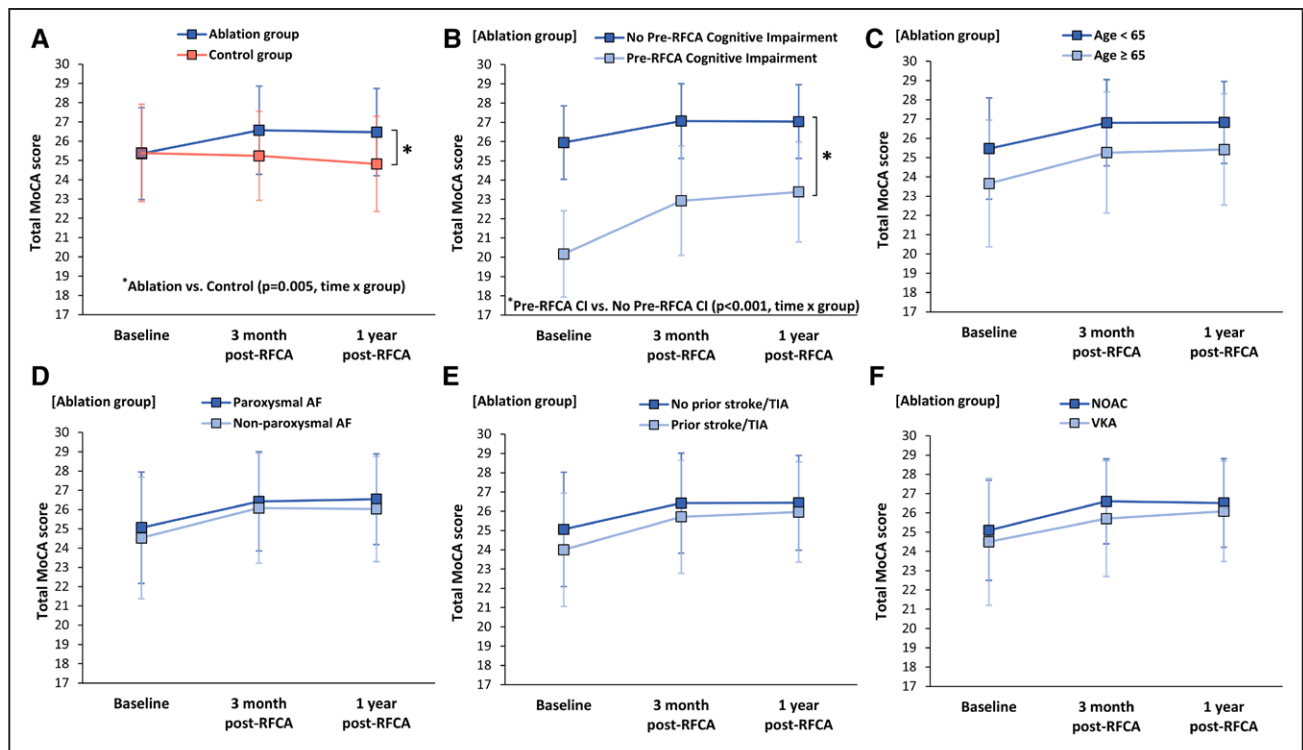 A
Ablation group
Control group
Total MoCA score
30
29
28
27
26
25
24
23
22
21
20
19
18
17
*
*Ablation vs. Control (p=0.005, time x group)
Baseline
3 month
post-RFCA
1 year
post-RFCA
B
[Ablation group]
No Pre-RFCA Cognitive Impairment
Pre-RFCA Cognitive Impairment
Total MoCA score
30
29
28
27
26
25
24
23
22
21
20
19
18
17
*
*Pre-RFCA CI vs. No Pre-RFCA CI (p<0.001, time x group)
Baseline
3 month
post-RFCA
1 year
post-RFCA
C
[Ablation group]
Age < 65
Age ≥ 65
Total MoCA score
30
29
28
27
26
25
24
23
22
21
20
19
18
17
Baseline
3 month
post-RFCA
1 year
post-RFCA
D
[Ablation group]
Paroxysmal AF
Non-paroxysmal AF
Total MoCA score
30
29
28
27
26
25
24
23
22
21
20
19
18
17
Baseline
3 month
post-RFCA
1 year
post-RFCA
E
[Ablation group]
No prior stroke/TIA
Prior stroke/TIA
Total MoCA score
30
29
28
27
26
25
24
23
22
21
20
19
18
17
Baseline
3 month
post-RFCA
1 year
post-RFCA
F
[Ablation group]
NOAC
VKA
Total MoCA score
30
29
28
27
26
25
24
23
22
21
20
19
18
17
Baseline
3 month
post-RFCA
1 year
post-RFCA